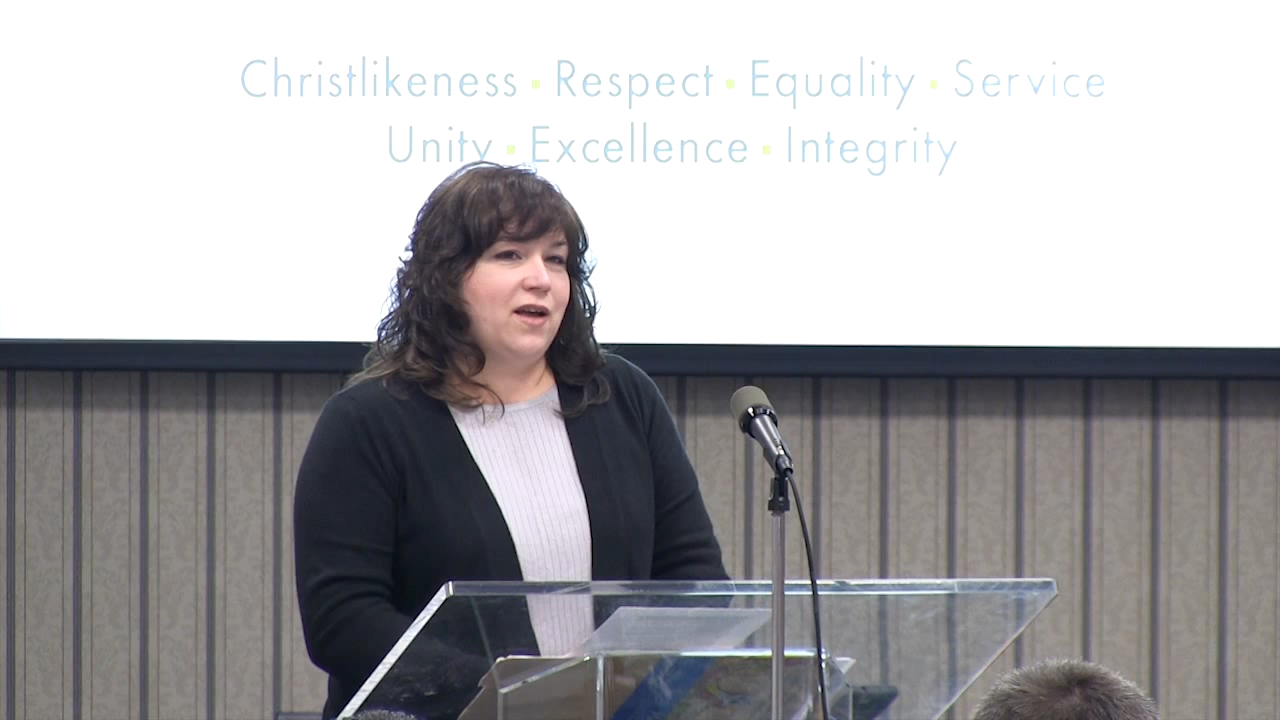 Christlikeness ▪ Respect ▪ Equality ▪ Service
Unity ▪ Excellence ▪ Integrity